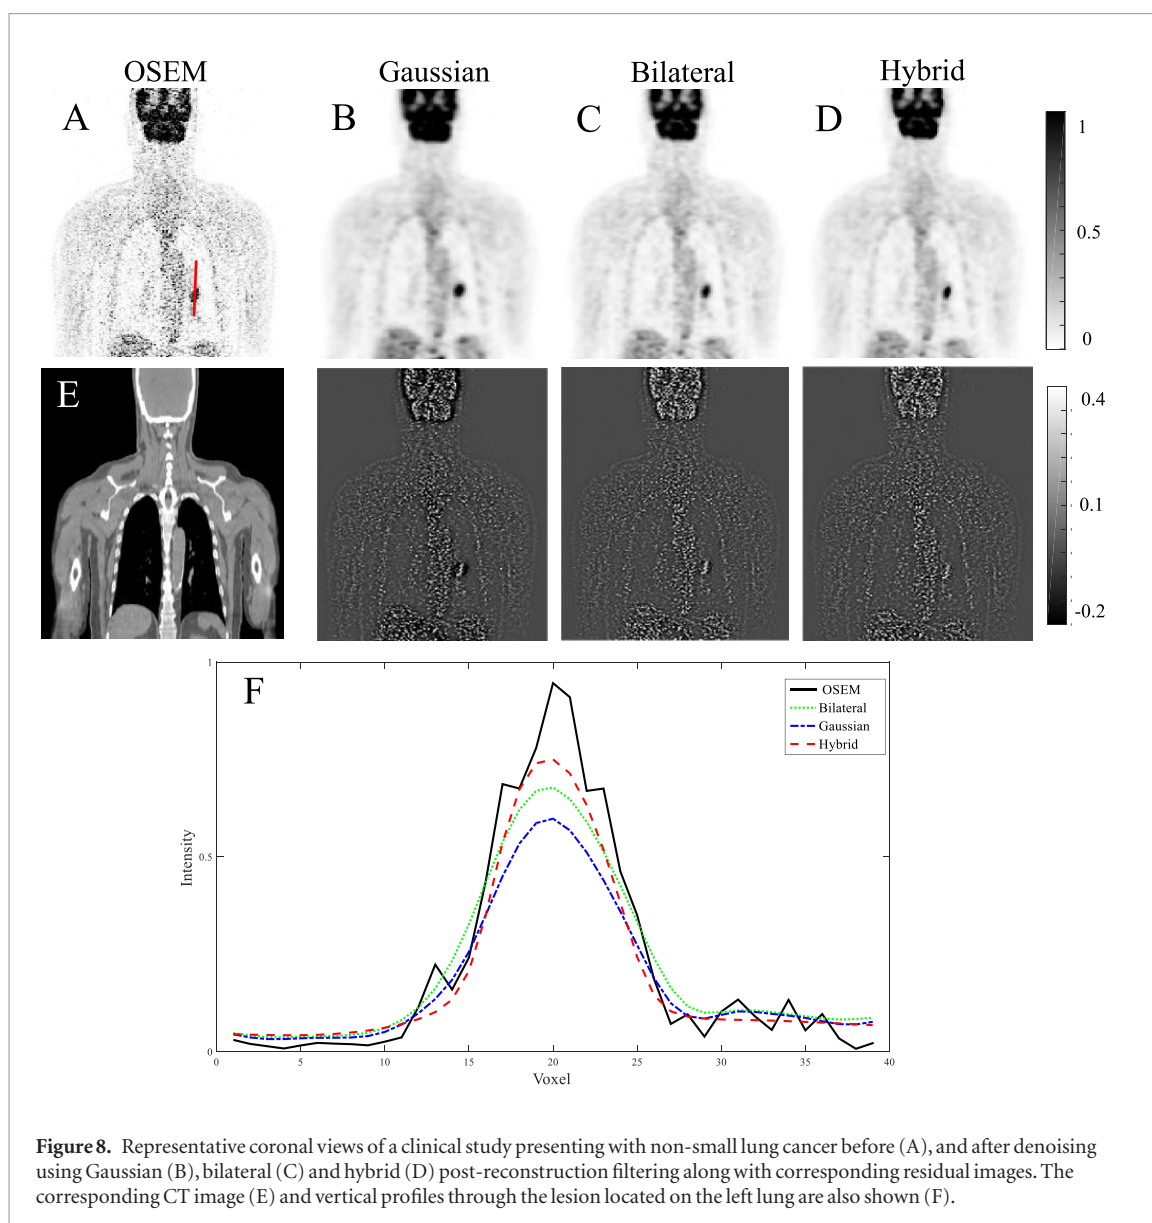 OSEM
Gaussian
Bilateral
Hybrid
A
B
C
D
1
0.5
0
E
0.4
0.1
-0.2
F
1
0.5
0
Intensity
OSEM
Bilateral
Gaussian
Hybrid
0 5 10 15 20 25 30 35 40
Voxel
Figure 8. Representative coronal views of a clinical study presenting with non-small lung cancer before (A), and after denoising
using Gaussian (B), bilateral (C) and hybrid (D) post-reconstruction filtering along with corresponding residual images. The
corresponding CT image (E) and vertical profiles through the lesion located on the left lung are also shown (F).